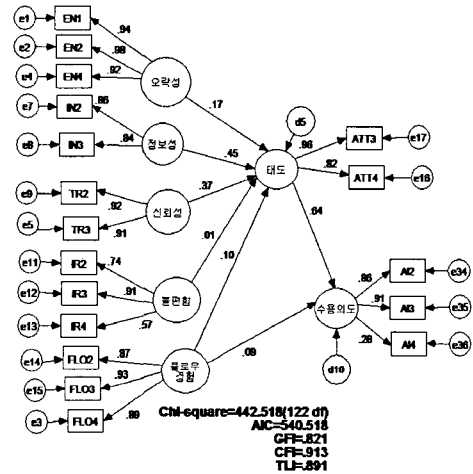 e1 EN1 .94
e2 EN2 .98
e4 EN4 .92
오락성
e7 IN2 .86
e8 IN3 .84
정보성
.17
.45
d5
태도
.86 ATT3 e17
.82 ATT4 e16
e9 TR2 .92
e5 TR3 .91
신뢰성
.37
.01
.10
.64
e11 IR2 .74
e12 IR3 .91
e13 IR4 .57
불편함
수용의도
.86 AI2 e34
.91 AI3 e35
.28 AI4 e36
d10
.09
e14 FLO2 .87
e15 FLO3 .93
e3 FLO4 .89
플로우
경험
Chi-square=442.518(122 df)
AIC=540.518
GFI=.821
CFI=.913
TLI=.891